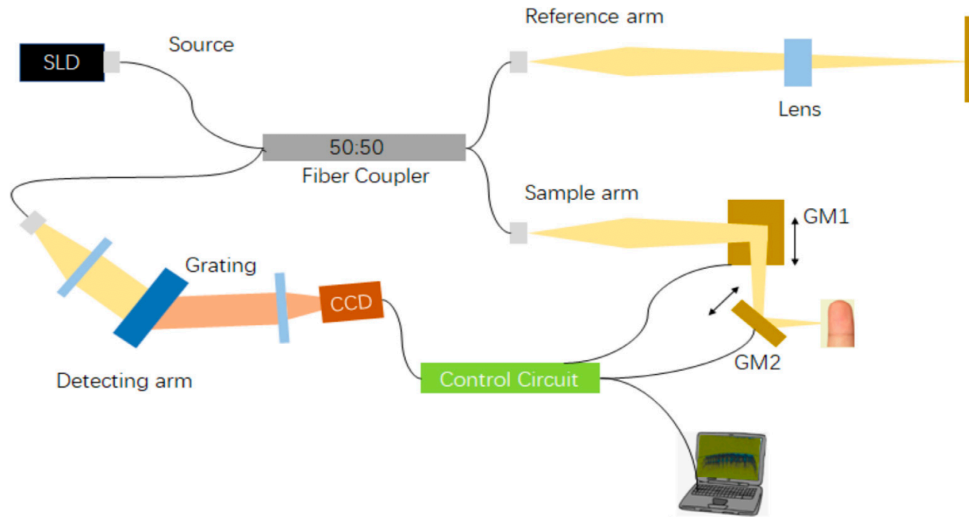 Reference arm
Source
SLD
Lens
50:50
Fiber Coupler
Sample arm
GM1
Grating
CCD
GM2
Detecting arm
Control Circuit